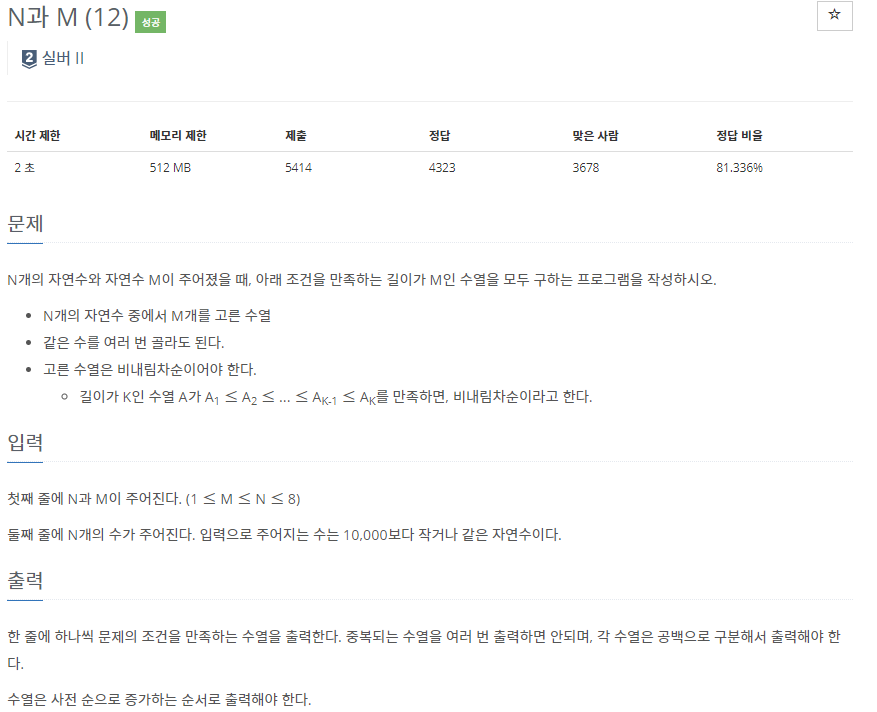 N과 M (12) 성공
☆
2 실버 II
시간 제한 메모리 제한 제출 정답 맞은 사람 정답 비율
2 초 512 MB 5414 4323 3678 81.336%
문제
N개의 자연수와 자연수 M이 주어졌을 때, 아래 조건을 만족하는 길이가 M인 수열을 모두 구하는 프로그램을 작성하시오.
• N개의 자연수 중에서 M개를 고른 수열
• 같은 수를 여러 번 골라도 된다.
• 고른 수열은 비내림차순이어야 한다.
◦ 길이가 K인 수열 A가 A1 ≤ A2 ≤ ... ≤ AK-1 ≤ AK를 만족하면, 비내림차순이라고 한다.
입력
첫째 줄에 N과 M이 주어진다. (1 ≤ M ≤ N ≤ 8)
둘째 줄에 N개의 수가 주어진다. 입력으로 주어지는 수는 10,000보다 작거나 같은 자연수이다.
출력
한 줄에 하나씩 문제의 조건을 만족하는 수열을 출력한다. 중복되는 수열을 여러 번 출력하면 안되며, 각 수열은 공백으로 구분해서 출력해야 한
다.
수열은 사전 순으로 증가하는 순서로 출력해야 한다.